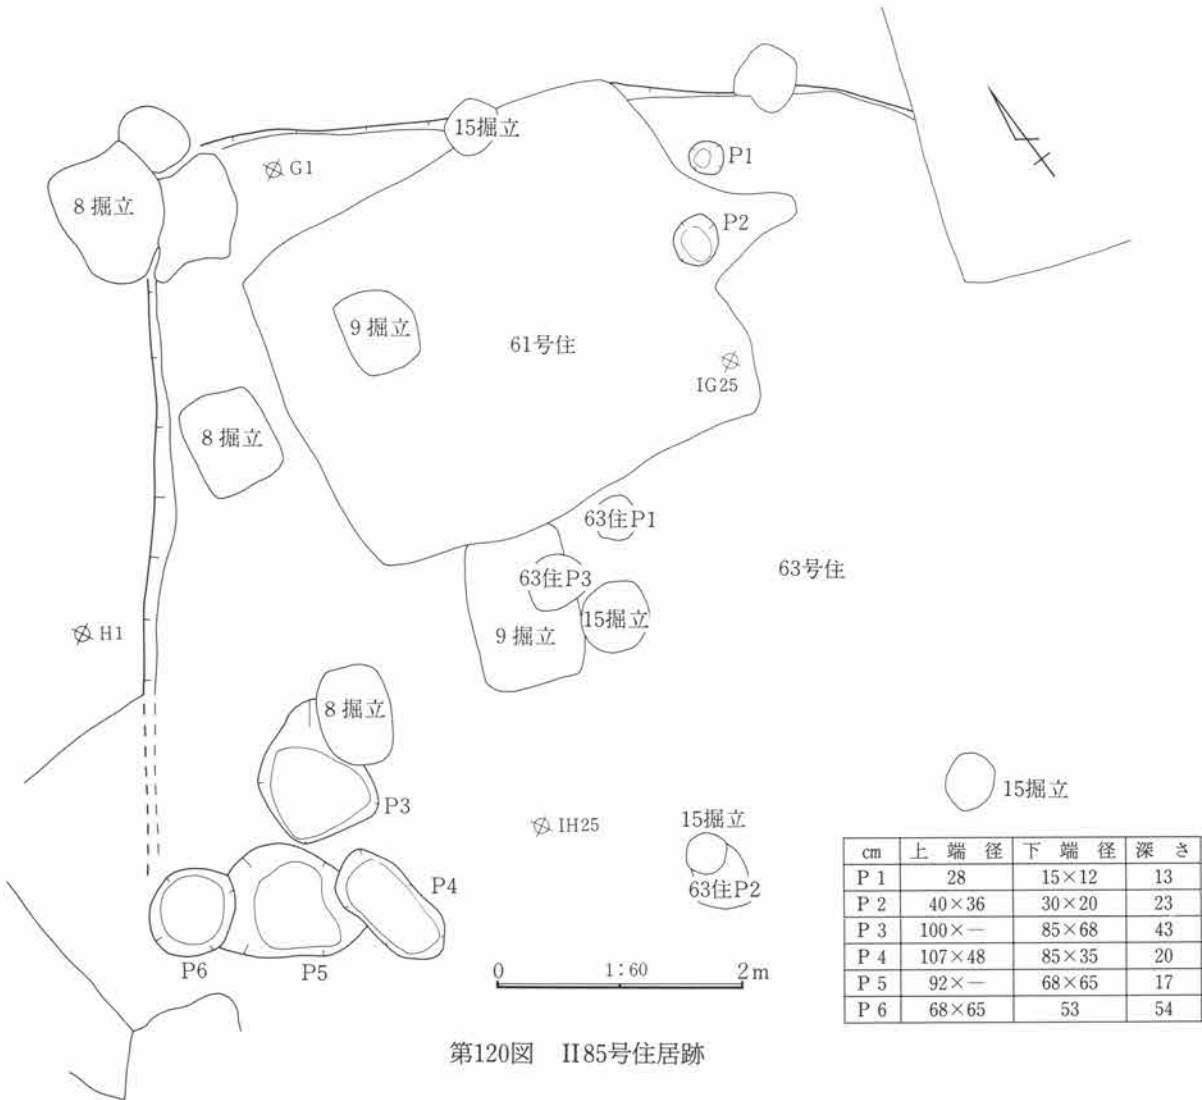 15掘立
P1
G1
8掘立
P2
9掘立
61号住
IG25
8掘立
63住P1
63号住
63住P3
15掘立
9掘立
H1
8掘立
P3
15掘立
IH25
15掘立
63住P2
P4
P6
P5
0 1:60 2m
cm 上端径 下端径 深さ
P1 28 15×12 13
P2 40×36 30×20 23
P3 100×— 85×68 43
P4 107×48 85×35 20
P5 92×— 68×65 17
P6 68×65 53 54
第120図 II85号住居跡